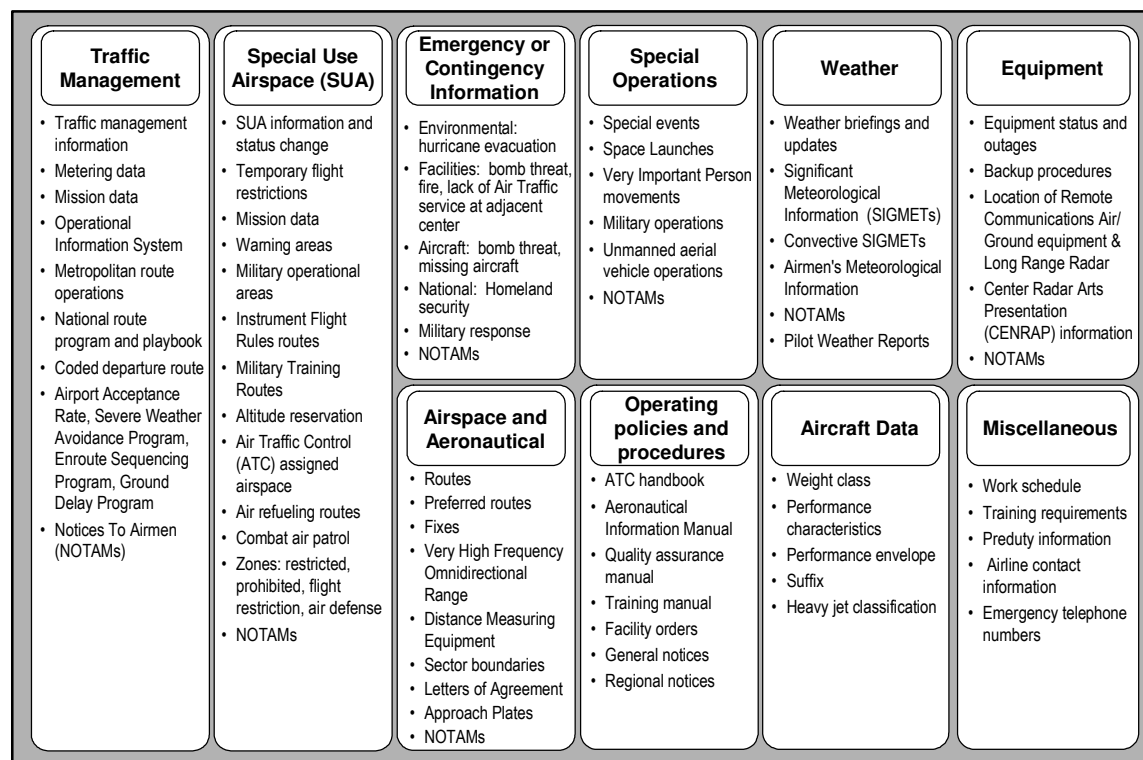 Traffic
Management
• Traffic management
information
• Metering data
• Mission data
• Operational
Information System
• Metropolitan route
operations
• National route
program and playbook
• Coded departure route
• Airport Acceptance
Rate, Severe Weather
Avoidance Program,
Enroute Sequencing
Program, Ground
Delay Program
• Notices To Airmen
(NOTAMs)
Special Use
Airspace (SUA)
• SUA information and
status change
• Temporary flight
restrictions
• Mission data
• Warning areas
• Military operational
areas
• Instrument Flight
Rules routes
• Military Training
Routes
• Altitude reservation
• Air Traffic Control
(ATC) assigned
airspace
• Air refueling routes
• Combat air patrol
• Zones: restricted,
prohibited, flight
restriction, air defense
• NOTAMs
Emergency or
Contingency
Information
• Environmental:
hurricane evacuation
• Facilities: bomb threat,
fire, lack of Air Traffic
service at adjacent
center
• Aircraft: bomb threat,
missing aircraft
• National: Homeland
security
• Military response
• NOTAMs
Special
Operations
• Special events
• Space Launches
• Very Important Person
movements
• Military operations
• Unmanned aerial
vehicle operations
• NOTAMs
Weather
• Weather briefings and
updates
• Significant
Meteorological
Information (SIGMETs)
• Convective SIGMETs
• Airmen's Meteorological
Information
• NOTAMs
• Pilot Weather Reports
Equipment
• Equipment status and
outages
• Backup procedures
• Location of Remote
Communications Air/
Ground equipment &
Long Range Radar
• Center Radar Arts
Presentation
(CENRAP) information
• NOTAMs
Airspace and
Aeronautical
• Routes
• Preferred routes
• Fixes
• Very High Frequency
Omnidirectional
Range
• Distance Measuring
Equipment
• Sector boundaries
• Letters of Agreement
• Approach Plates
• NOTAMs
Operating
policies and
procedures
• ATC handbook
• Aeronautical
Information Manual
• Quality assurance
manual
• Training manual
• Facility orders
• General notices
• Regional notices
Aircraft Data
• Weight class
• Performance
characteristics
• Performance envelope
• Suffix
• Heavy jet classification
Miscellaneous
• Work schedule
• Training requirements
• Preduty information
• Airline contact
information
• Emergency telephone
numbers